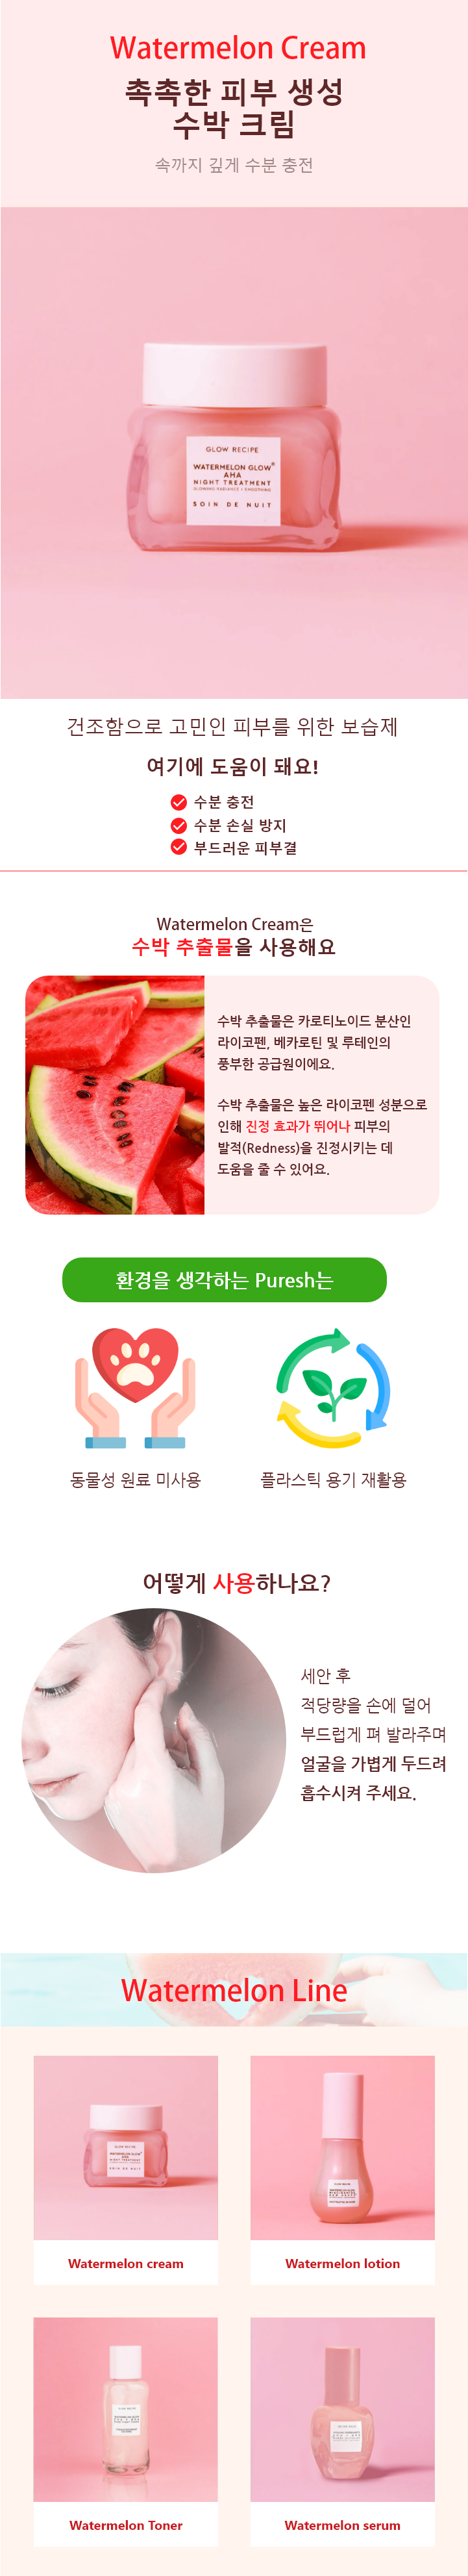 Watermelon Cream
촉촉한 피부 생성
수박 크림
속까지 깊게 수분 충전
GLOW RECIPE
WATERMELON GLOW®
AHA
NIGHT TREATMENT
GLOWING RADIANCE + SMOOTHING
SOIN DE NUIT
건조함으로 고민인 피부를 위한 보습제
여기에 도움이 돼요!
수분 충전
수분 손실 방지
부드러운 피부결
Watermelon Cream은
수박 추출물을 사용해요
수박 추출물은 카로티노이드 분산인
라이코펜, 베카로틴 및 루테인의
풍부한 공급원이에요.
수박 추출물은 높은 라이코펜 성분으로
인해 진정 효과가 뛰어나 피부의
발적(Redness)을 진정시키는 데
도움을 줄 수 있어요.
환경을 생각하는 Puresh는
동물성 원료 미사용
플라스틱 용기 재활용
어떻게 사용하나요?
세안 후
적당량을 손에 덜어
부드럽게 펴 발라주며
얼굴을 가볍게 두드려
흡수시켜 주세요.
Watermelon Line
GLOW RECIPE
WATERMELON GLOW®
AHA
NIGHT TREATMENT
SOIN DE NUIT
GLOW RECIPE
Watermelon cream
Watermelon lotion
Watermelon Toner
Watermelon serum